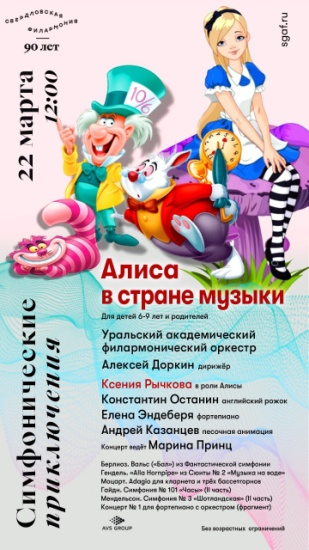 СВЕРДЛОВСКАЯ
ФИЛАРМОНИЯ
90 лет
sgaf.ru
22 марта
12:00
10/6
Симфонические
приключения
Алиса
в стране музыки
Для детей 6-9 лет и родителей
Уральский академический
филармонический оркестр
Алексей Доркин дирижёр
Ксения Рычкова в роли Алисы
Константин Останин английский рожок
Елена Эндеберя фортепиано
Андрей Казанцев песочная анимация
Концерт ведёт Марина Принц
Берлиоз. Вальс («Бал») из Фантастической симфонии
Гендель. «Alla Hornpipe» из Сюиты № 2 «Музыка на воде»
Моцарт. Adagio для кларнета и трёх бассетгорнов
Гайдн. Симфония № 101 «Часы» (II часть)
Мендельсон. Симфония № 3 «Шотландская» (II часть)
Концерт № 1 для фортепиано с оркестром (фрагмент)
AVS GROUP
Без возрастных ограничений